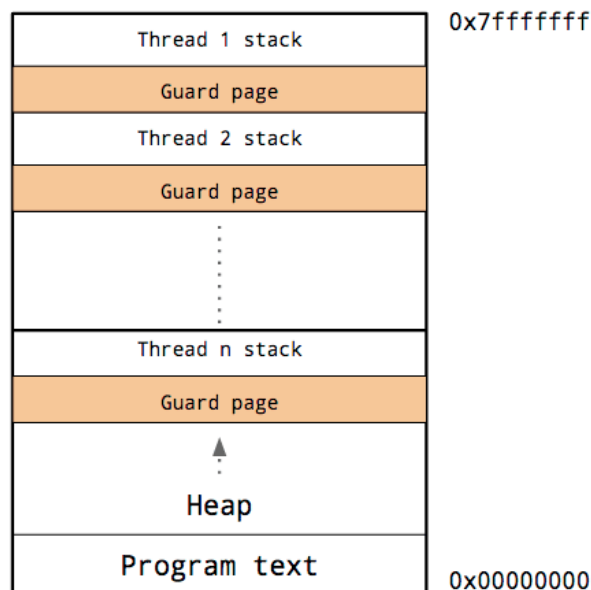 Thread 1 stack
0x7fffffff
Guard page
Thread 2 stack
Guard page
Thread n stack
Guard page
Heap
Program text
0x00000000